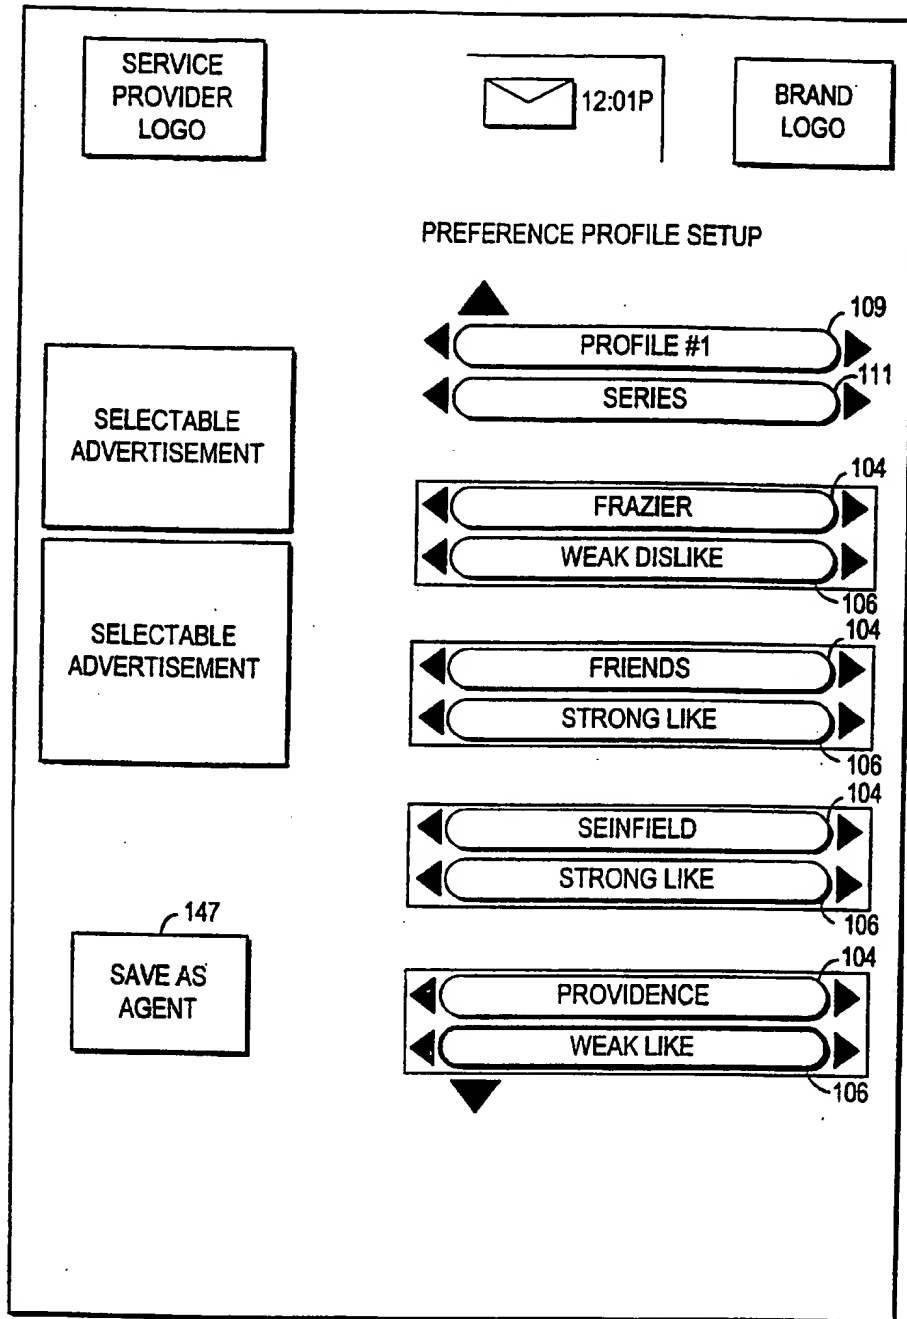 SERVICE
PROVIDER
LOGO
12:01P
BRAND
LOGO
PREFERENCE PROFILE SETUP
109
PROFILE #1
111
SERIES
SELECTABLE
ADVERTISEMENT
104
FRAZIER
WEAK DISLIKE
106
SELECTABLE
ADVERTISEMENT
104
FRIENDS
STRONG LIKE
106
104
SEINFIELD
STRONG LIKE
106
147
SAVE AS
AGENT
104
PROVIDENCE
WEAK LIKE
106